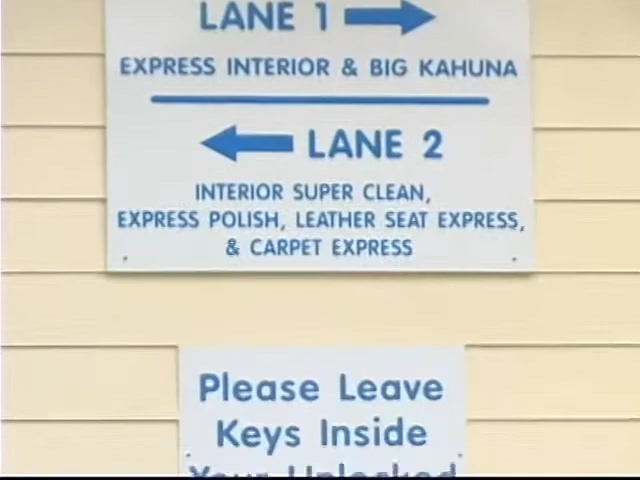 LANE 1
EXPRESS INTERIOR & BIG KAHUNA
LANE 2
INTERIOR SUPER CLEAN,
EXPRESS POLISH, LEATHER SEAT EXPRESS,
& CARPET EXPRESS
Please Leave
Keys Inside
Your Unlocked